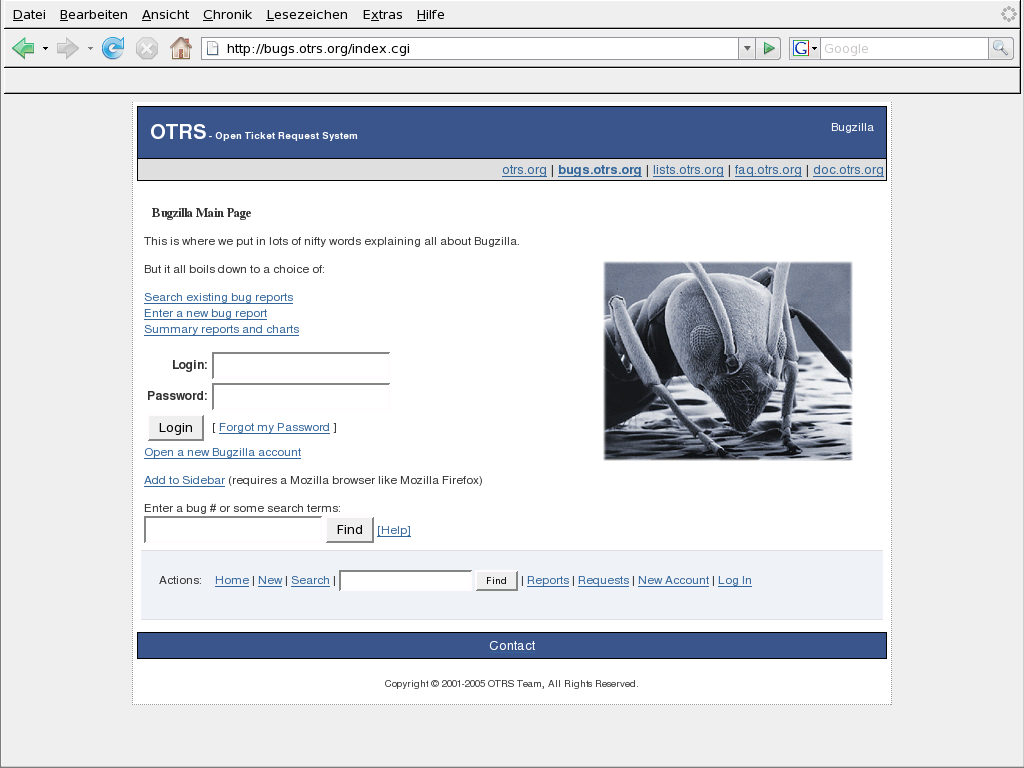 Datei Bearbeiten Ansicht Chronik Lesezeichen Extras Hilfe
http://bugs.otrs.org/index.cgi G Google
OTRS - Open Ticket Request System Bugzilla
otrs.org | bugs.otrs.org | lists.otrs.org | faq.otrs.org | doc.otrs.org
Bugzilla Main Page
This is where we put in lots of nifty words explaining all about Bugzilla.
But it all boils down to a choice of:
Search existing bug reports
Enter a new bug report
Summary reports and charts
Login:
Password:
Login [ Forgot my Password ]
Open a new Bugzilla account
Add to Sidebar (requires a Mozilla browser like Mozilla Firefox)
Enter a bug # or some search terms:
Find [Help]
Actions: Home | New | Search | Find | Reports | Requests | New Account | Log In
Contact
Copyright © 2001-2005 OTRS Team, All Rights Reserved.